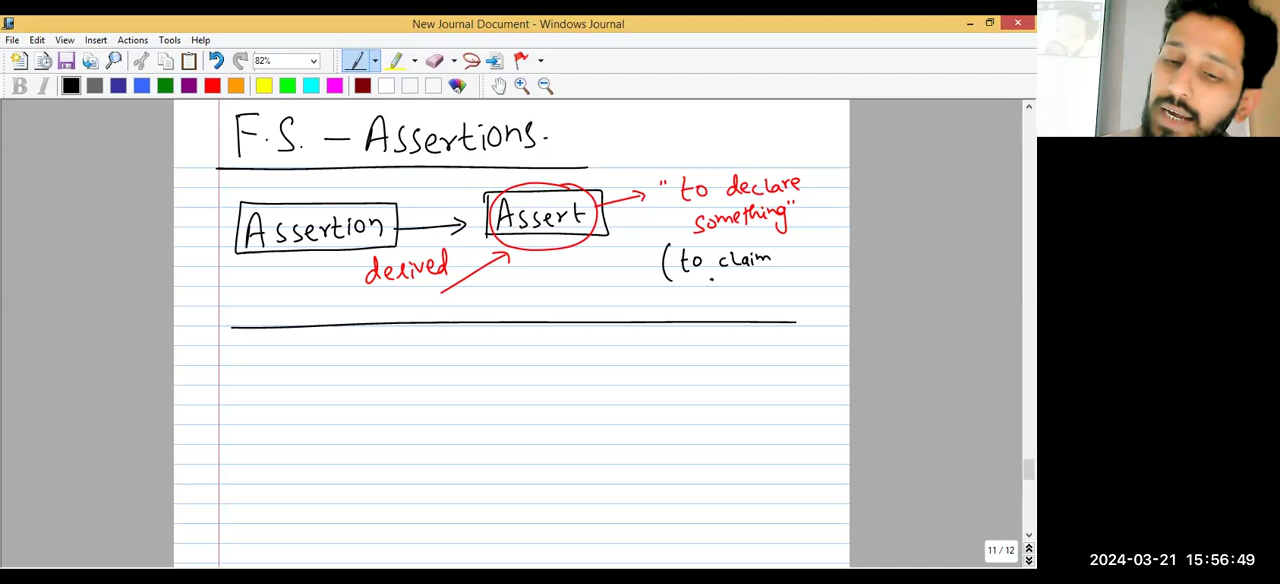 New Journal Document - Windows Journal
File Edit View Insert Actions Tools Help
82%
B I
F.S. - Assertions.
Assertion
Assert
" to declare
something"
derived
( to claim
11 / 12
2024-03-21 15:56:49